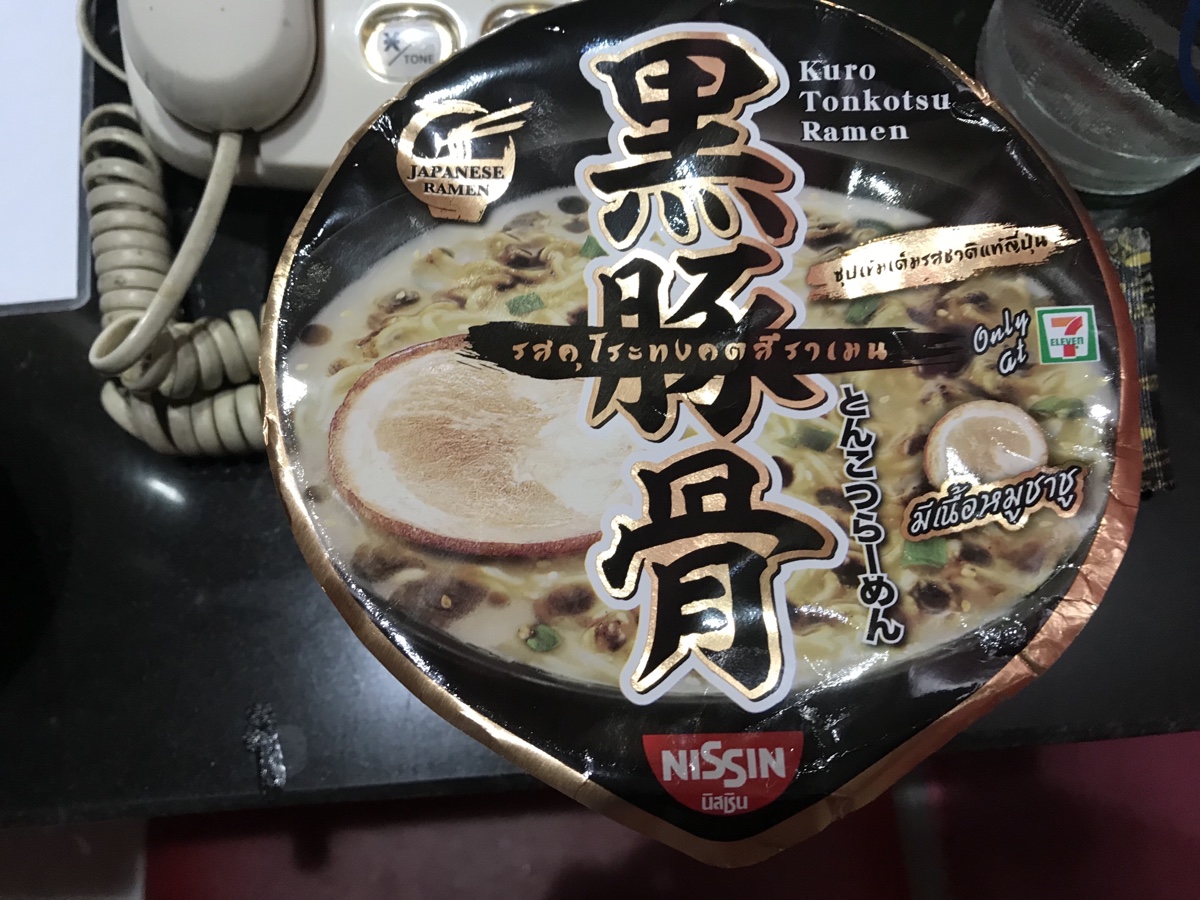 */TONE
JAPANESE
RAMEN
黒豚骨
Kuro
Tonkotsu
Ramen
ซุปเข้มเต็มรสชาติแท้ญี่ปุ่น
รสคุโระทงคตสึราเมน
Only
at
7
ELEVEN
とんこつらーめん
มีเนื้อหมูชาชู
NISSIN
นิสชิน